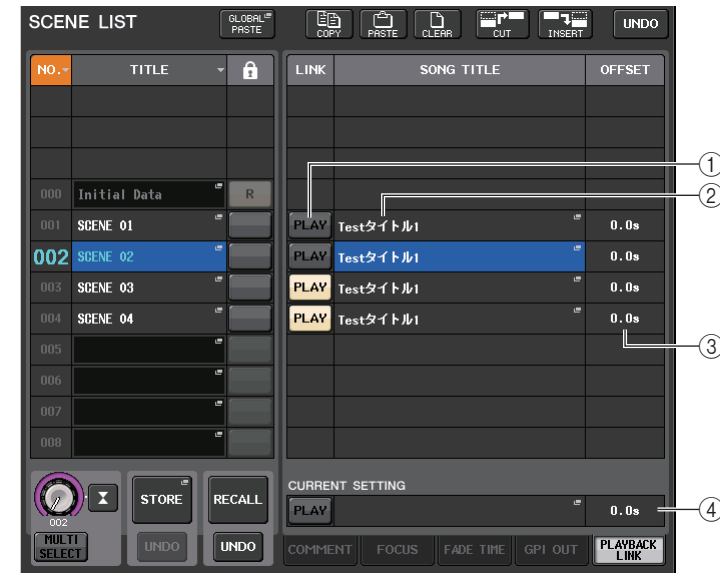 SCENE LIST
GLOBAL PASTE
COPY
PASTE
CLEAR
CUT
INSERT
UNDO
NO.
TITLE
LINK
SONG TITLE
OFFSET
000 Initial Data R
001 SCENE 01 PLAY Testタイトル1 0.0s
002 SCENE 02 PLAY Testタイトル1
003 SCENE 03 PLAY Testタイトル1 0.0s
004 SCENE 04 PLAY Testタイトル1 0.0s
005
006
007
008
①
②
③
④
002
MULTI SELECT
STORE
UNDO
RECALL
UNDO
CURRENT SETTING
PLAY 0.0s
COMMENT
FOCUS
FADE TIME
GPI OUT
PLAYBACK LINK